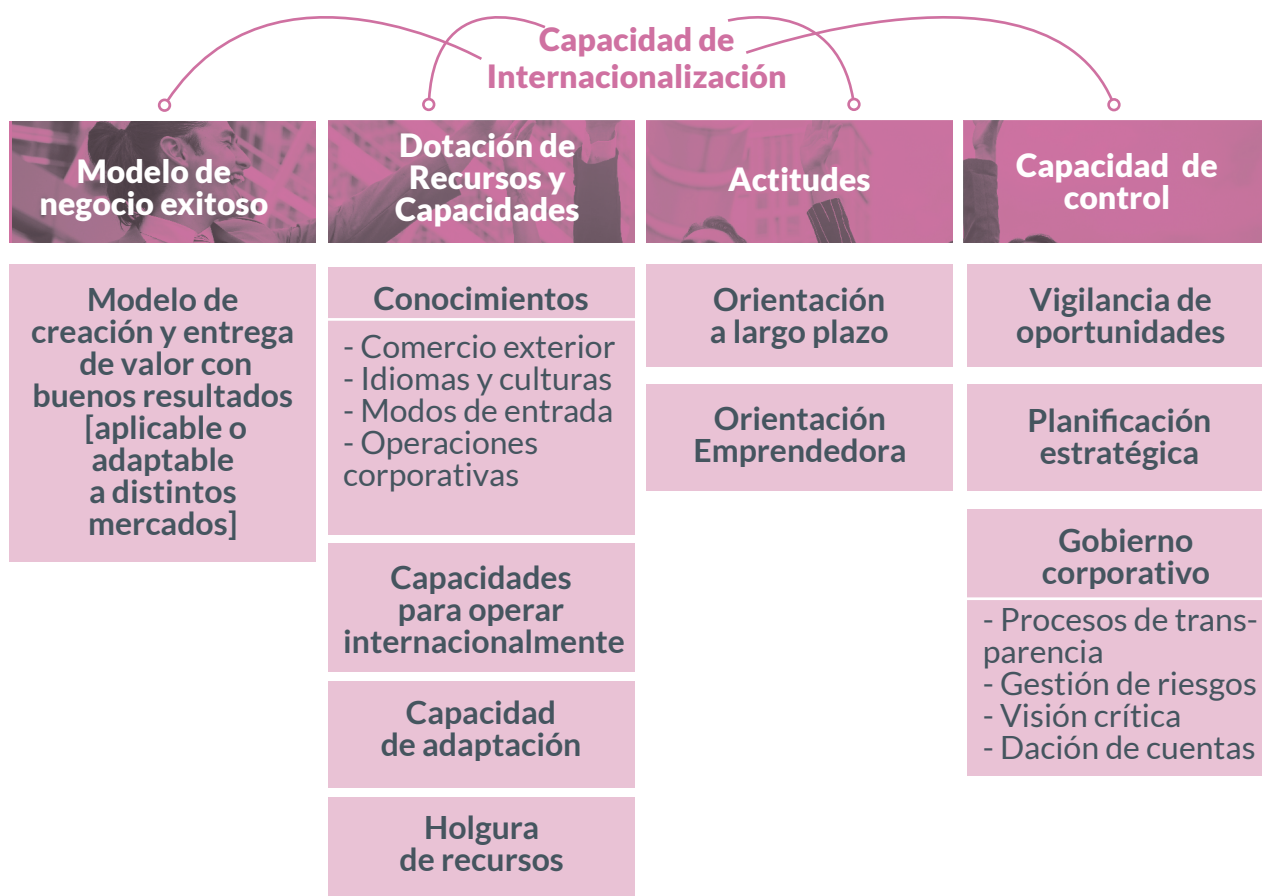 Capacidad de
Internacionalización
Modelo de
negocio exitoso
Modelo de
creación y entrega
de valor con
buenos resultados
[aplicable o
adaptable
a distintos
mercados]
Dotación de
Recursos y
Capacidades
Conocimientos
- Comercio exterior
- Idiomas y culturas
- Modos de entrada
- Operaciones
corporativas
Capacidades
para operar
internacionalmente
Capacidad
de adaptación
Holgura
de recursos
Actitudes
Orientación
a largo plazo
Orientación
Emprendedora
Capacidad de
control
Vigilancia de
oportunidades
Planificación
estratégica
Gobierno
corporativo
- Procesos de trans-
parencia
- Gestión de riesgos
- Visión crítica
- Dación de cuentas